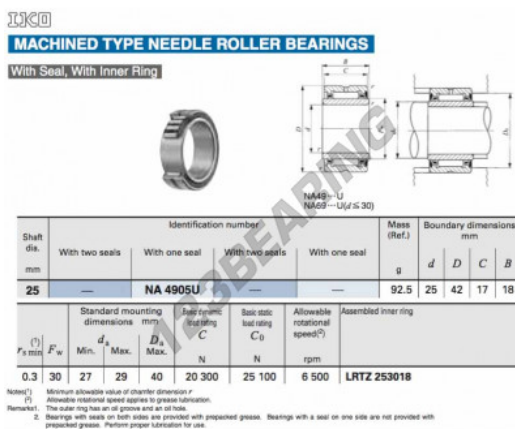 IKO
MACHINED TYPE NEEDLE ROLLER BEARINGS
With Seal, With Inner Ring
B
C
r
D
d
NA49···U
NA69···U(d≦30)
123BEARING
Shaft dia. mm
Identification number
With two seals With one seal With two seals With one seal
Mass (Ref.) g
Boundary dimensions mm
d D C B
25 — NA 4905U — — 92.5 25 42 17 18
Standard mounting dimensions mm
Basic dynamic load rating C N
Basic static load rating C0 N
Allowable rotational speed(2) rpm
Assembled inner ring
(1) rs min Fw
da Min. Max.
Da Max.
0.3 30 27 29 40 20 300 25 100 6 500 LRTZ 253018
Notes(1) Minimum allowable value of chamfer dimension r
(2) Allowable rotational speed applies to grease lubrication.
Remarks1. The outer ring has an oil groove and an oil hole.
2. Bearings with seals on both sides are provided with prepacked grease. Bearings with a seal on one side are not provided with
prepacked grease. Perform proper lubrication for use.